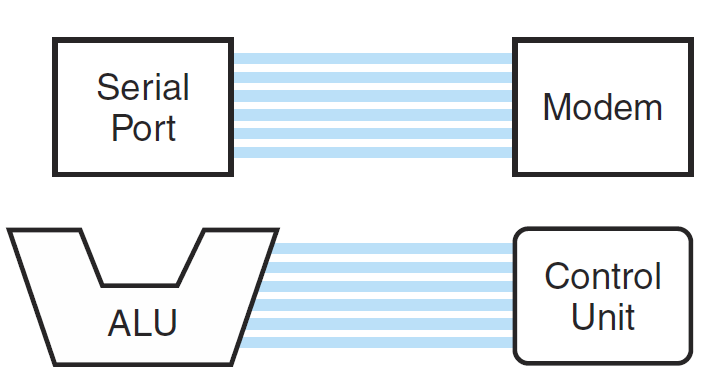 Serial
Port
Modem
ALU
Control
Unit